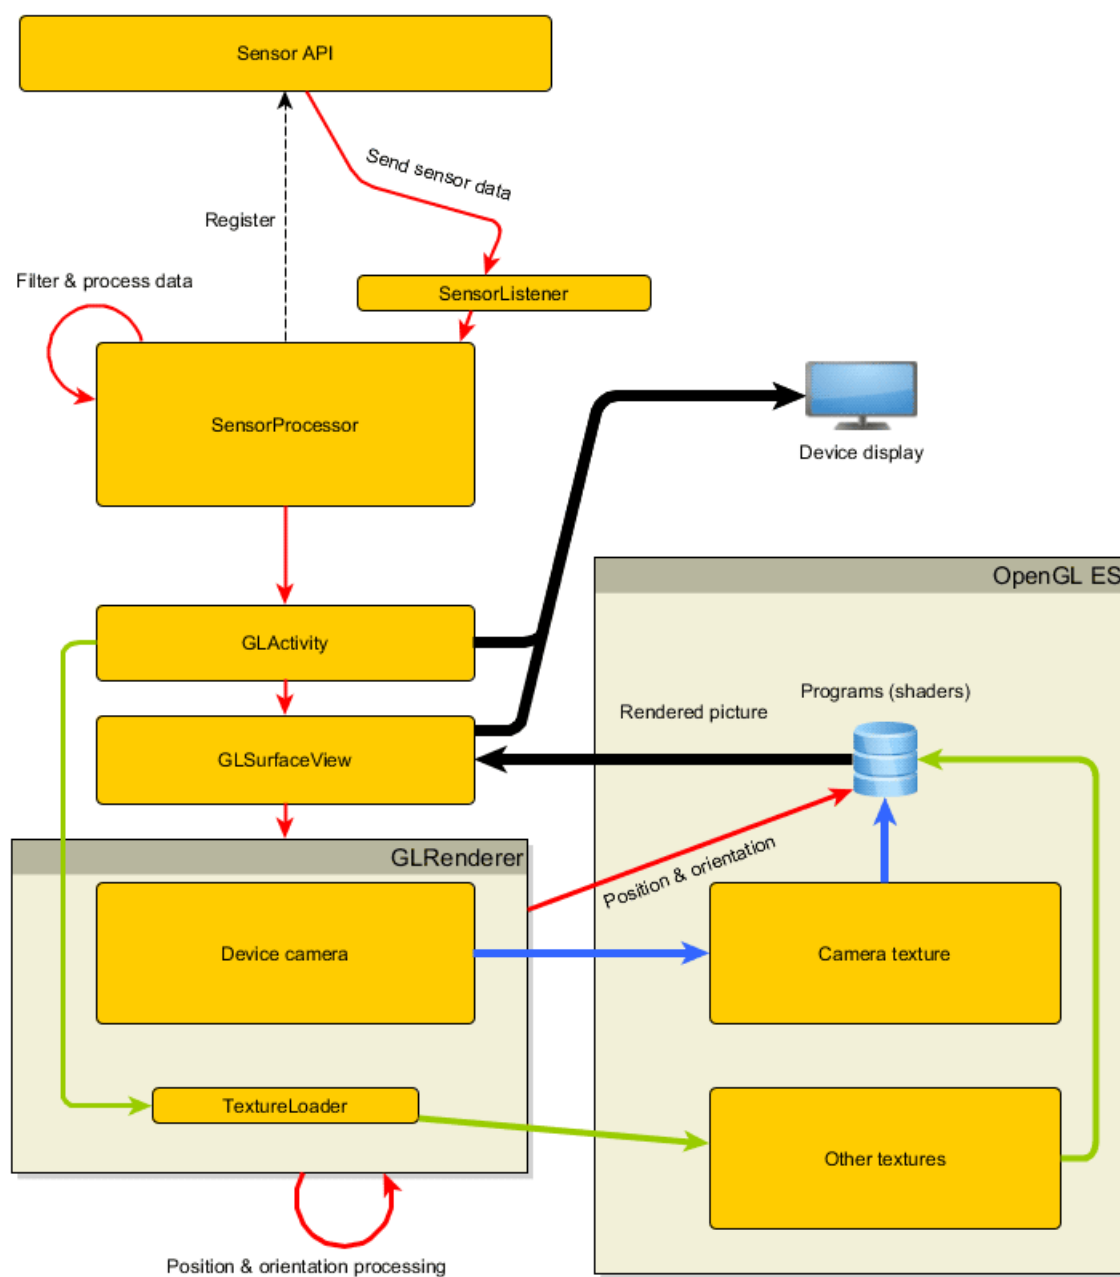 Sensor API
Send sensor data
Register
Filter & process data
SensorListener
SensorProcessor
Device display
OpenGL ES
GLActivity
Programs (shaders)
Rendered picture
GLSurfaceView
GLRenderer
Position & orientation
Device camera
Camera texture
TextureLoader
Other textures
Position & orientation processing